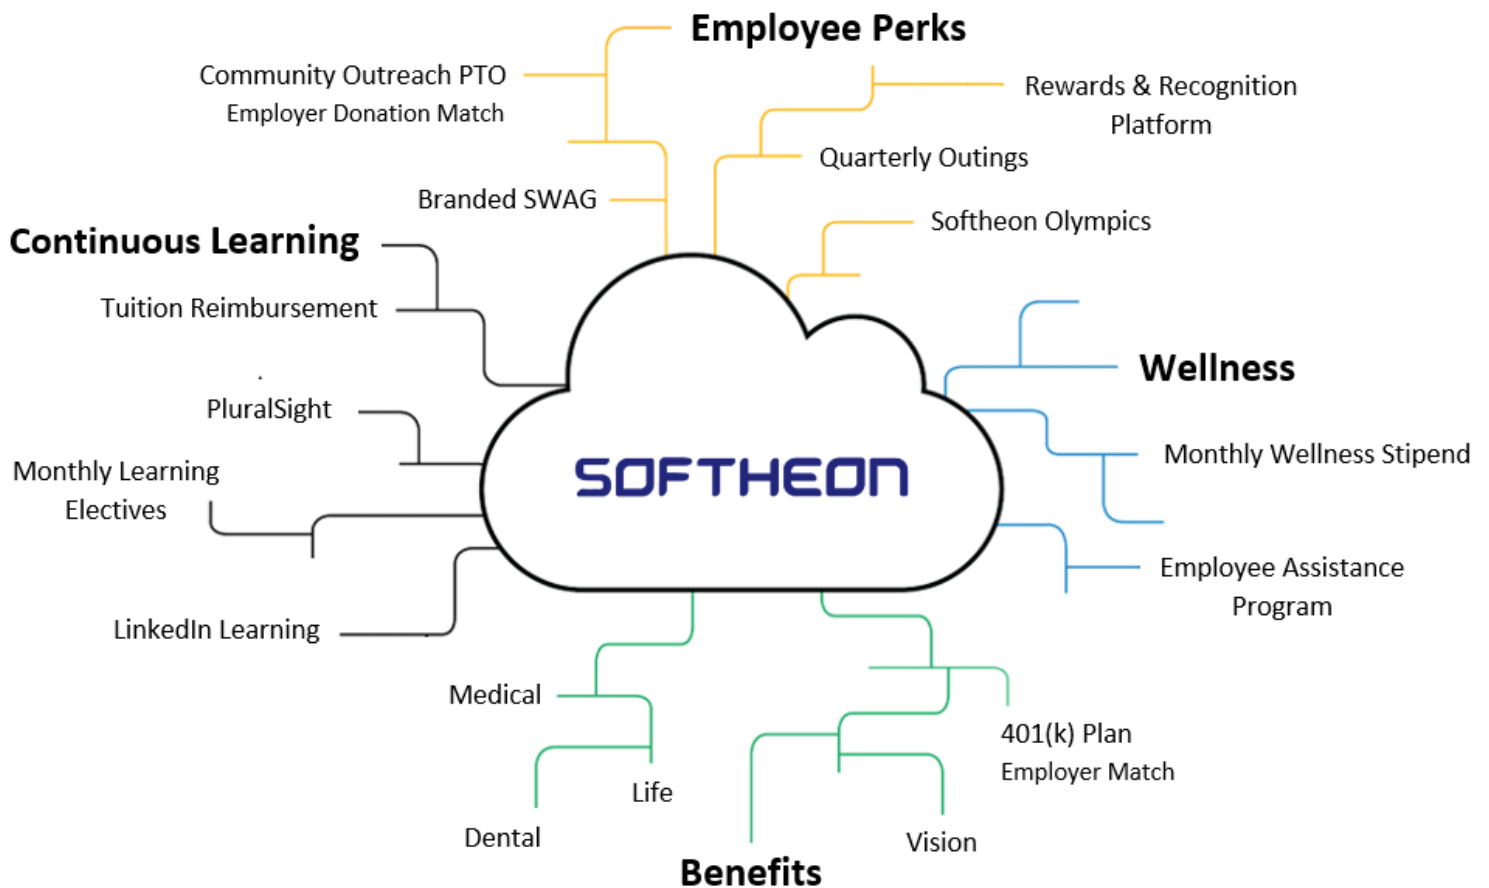 Employee Perks
Community Outreach PTO
Employer Donation Match
Rewards & Recognition
Platform
Quarterly Outings
Branded SWAG
Softheon Olympics
Continuous Learning
Tuition Reimbursement
PluralSight
Monthly Learning
Electives
LinkedIn Learning
SOFTHEON
Wellness
Monthly Wellness Stipend
Employee Assistance
Program
Medical
Life
Dental
401(k) Plan
Employer Match
Vision
Benefits